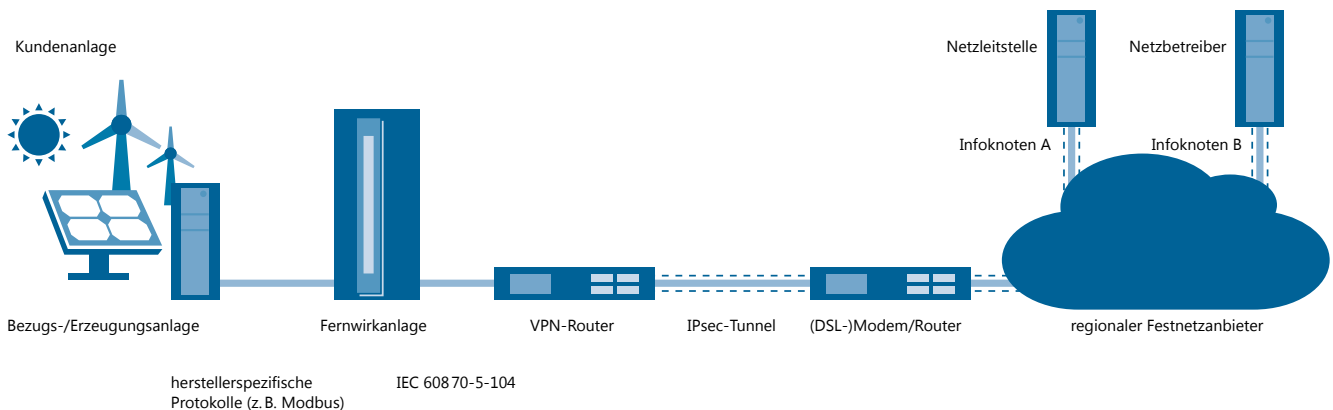 Kundenanlage
Netzleitstelle
Netzbetreiber
Infoknoten A
Infoknoten B
Bezugs-/Erzeugungsanlage
Fernwirkanlage
VPN-Router
IPsec-Tunnel
(DSL-)Modem/Router
regionaler Festnetzanbieter
herstellerspezifische
Protokolle (z. B. Modbus)
IEC 60870-5-104